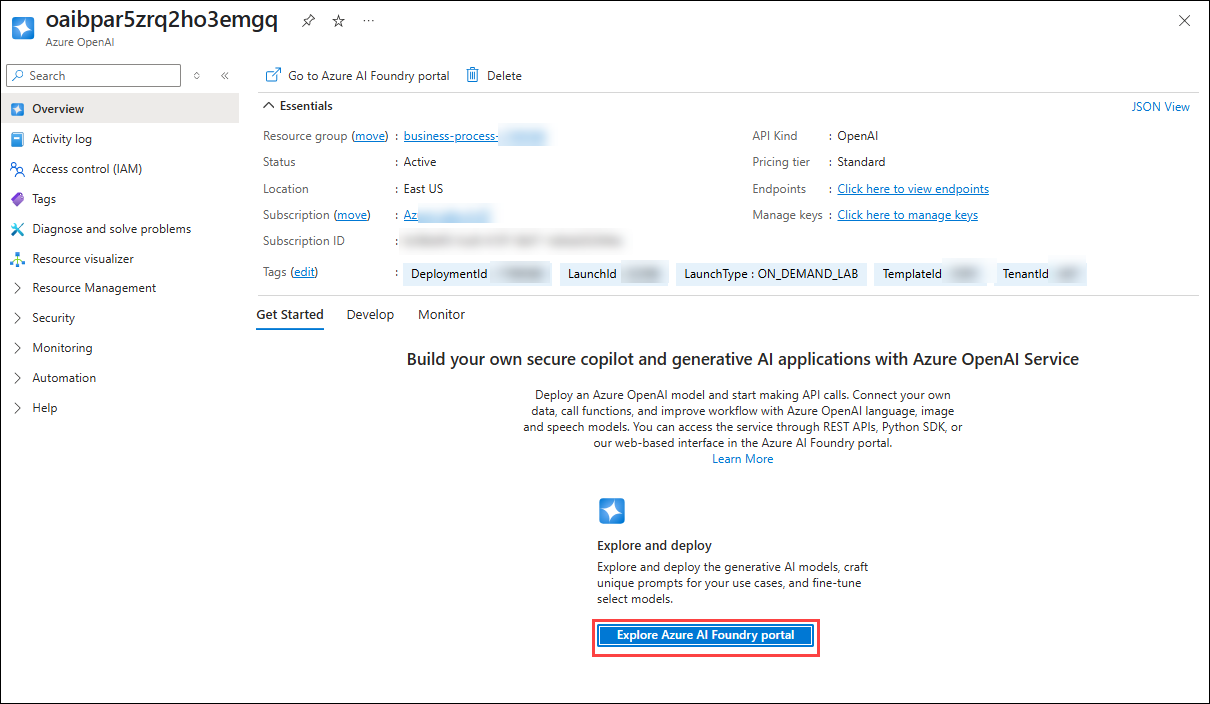 oaibpar5zrq2ho3emgq
Azure OpenAI
Search
Go to Azure AI Foundry portal
Delete
Overview
Activity log
Access control (IAM)
Tags
Diagnose and solve problems
Resource visualizer
Resource Management
Security
Monitoring
Automation
Help
Essentials
JSON View
Resource group (move) : business-process-
Status : Active
Location : East US
Subscription (move) : Az
Subscription ID :
Tags (edit) : DeploymentId LaunchId LaunchType : ON_DEMAND_LAB TemplateId TenantId
API Kind : OpenAI
Pricing tier : Standard
Endpoints : Click here to view endpoints
Manage keys : Click here to manage keys
Get Started Develop Monitor
Build your own secure copilot and generative AI applications with Azure OpenAI Service
Deploy an Azure OpenAI model and start making API calls. Connect your own
data, call functions, and improve workflow with Azure OpenAI language, image
and speech models. You can access the service through REST APIs, Python SDK, or
our web-based interface in the Azure AI Foundry portal.
Learn More
Explore and deploy
Explore and deploy the generative AI models, craft
unique prompts for your use cases, and fine-tune
select models.
Explore Azure AI Foundry portal